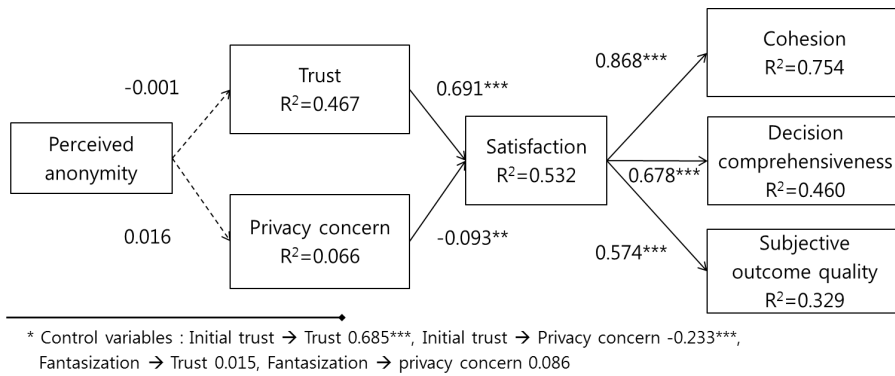 Perceived
anonymity
-0.001
0.016
Trust
R²=0.467
Privacy concern
R²=0.066
0.691***
-0.093**
Satisfaction
R²=0.532
0.868***
0.678***
0.574***
Cohesion
R²=0.754
Decision
comprehensiveness
R²=0.460
Subjective
outcome quality
R²=0.329
* Control variables : Initial trust → Trust 0.685***, Initial trust → Privacy concern -0.233***,
Fantasization → Trust 0.015, Fantasization → privacy concern 0.086